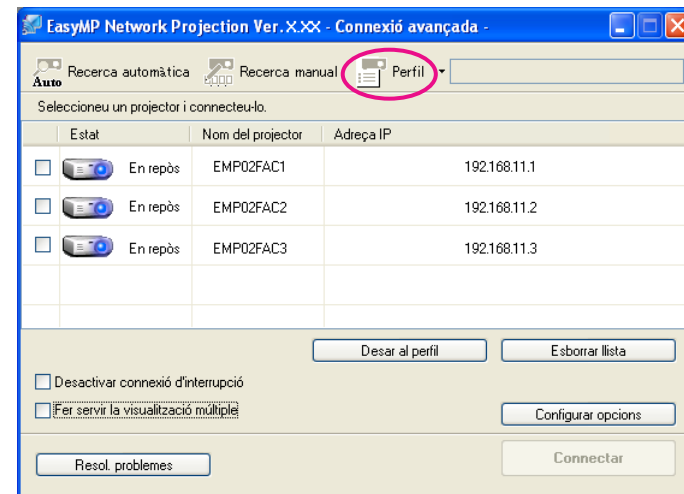 EasyMP Network Projection Ver.X.XX - Connexió avançada -
Auto Recerca automàtica Recerca manual Perfil
Seleccioneu un projector i connecteu-lo.
Estat Nom del projector Adreça IP
En repòs EMP02FAC1 192.168.11.1
En repòs EMP02FAC2 192.168.11.2
En repòs EMP02FAC3 192.168.11.3
Desar al perfil Esborrar llista
Desactivar connexió d'interrupció
Fer servir la visualització múltiple
Configurar opcions
Resol. problemes Connectar